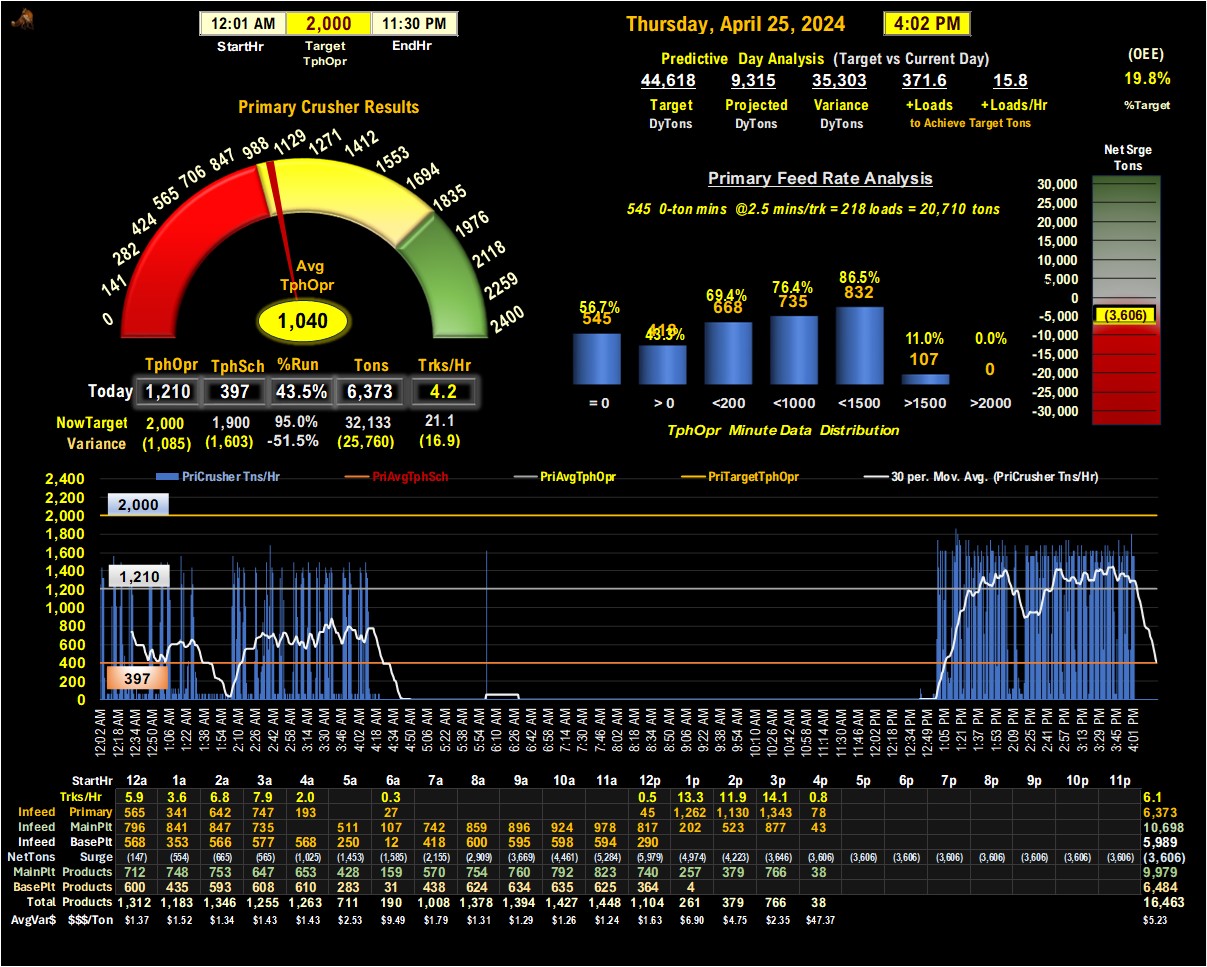 12:01 AM 2,000 11:30 PM
StartHr Target EndHr
TphOpr
Thursday, April 25, 2024 4:02 PM
Predictive Day Analysis (Target vs Current Day)
44,618 9,315 35,303 371.6 15.8
Target Projected Variance +Loads +Loads/Hr
DyTons DyTons DyTons to Achieve Target Tons
(OEE)
19.8%
%Target
Primary Crusher Results
0 141 282 424 565 706 847 988 1129 1271 1412 1553 1694 1835 1976 2118 2259 2400
Avg
TphOpr
1,040
TphOpr TphSch %Run Tons Trks/Hr
Today 1,210 397 43.5% 6,373 4.2
NowTarget 2,000 1,900 95.0% 32,133 21.1
Variance (1,085) (1,603) -51.5% (25,760) (16.9)
Primary Feed Rate Analysis
545 0-ton mins @2.5 mins/trk = 218 loads = 20,710 tons
56.7% 43.3% 69.4% 76.4% 86.5% 11.0% 0.0%
545 668 735 832 107 0
= 0 > 0 <200 <1000 <1500 >1500 >2000
TphOpr Minute Data Distribution
Net Srge
Tons
30,000
25,000
20,000
15,000
10,000
5,000
0
-5,000
(3,606)
-10,000
-15,000
-20,000
-25,000
-30,000
PriCrusher Tns/Hr PriAvgTphSch PriAvgTphOpr PriTargetTphOpr 30 per. Mov. Avg. (PriCrusher Tns/Hr)
2,400
2,200
2,000
1,800
1,600
1,400
1,200
1,000
800
600
400
200
0
2,000
1,210
397
12:02 AM 12:18 AM 12:34 AM 12:50 AM 1:06 AM 1:22 AM 1:38 AM 1:54 AM 2:10 AM 2:26 AM 2:42 AM 2:58 AM 3:14 AM 3:30 AM 3:46 AM 4:02 AM 4:18 AM 4:34 AM 4:50 AM 5:06 AM 5:22 AM 5:38 AM 5:54 AM 6:10 AM 6:26 AM 6:42 AM 6:58 AM 7:14 AM 7:30 AM 7:46 AM 8:02 AM 8:18 AM 8:34 AM 8:50 AM 9:06 AM 9:22 AM 9:38 AM 9:54 AM 10:10 AM 10:26 AM 10:42 AM 10:58 AM 11:14 AM 11:30 AM 11:46 AM 12:02 PM 12:18 PM 12:34 PM 12:49 PM 1:05 PM 1:21 PM 1:37 PM 1:53 PM 2:09 PM 2:25 PM 2:41 PM 2:57 PM 3:13 PM 3:29 PM 3:45 PM 4:01 PM
StartHr 12a 1a 2a 3a 4a 5a 6a 7a 8a 9a 10a 11a 12p 1p 2p 3p 4p 5p 6p 7p 8p 9p 10p 11p
Trks/Hr 5.9 3.6 6.8 7.9 2.0 0.3 0.5 13.3 11.9 14.1 0.8 6.1
Infeed Primary 565 341 642 747 193 27 45 1,262 1,130 1,343 78 6,373
Infeed MainPlt 796 841 847 735 511 107 742 859 896 924 978 817 202 523 877 43 10,698
Infeed BasePlt 568 353 566 577 568 250 12 418 600 595 598 594 290 5,989
NetTons Surge (147) (554) (665) (565) (1,025) (1,453) (1,585) (2,155) (2,909) (3,669) (4,461) (5,284) (5,979) (4,974) (4,223) (3,646) (3,606) (3,606) (3,606) (3,606) (3,606) (3,606) (3,606) (3,606) (3,606)
MainPlt Products 712 748 753 647 653 428 159 570 754 760 792 823 740 257 379 766 38 9,979
BasePlt Products 600 435 593 608 610 283 31 438 624 634 635 625 364 4 6,484
Total Products 1,312 1,183 1,346 1,255 1,263 711 190 1,008 1,378 1,394 1,427 1,448 1,104 261 379 766 38 16,463
AvgVar$ $$$/Ton $1.37 $1.52 $1.34 $1.43 $1.43 $2.53 $9.49 $1.79 $1.31 $1.29 $1.26 $1.24 $1.63 $6.90 $4.75 $2.35 $47.37 $5.23